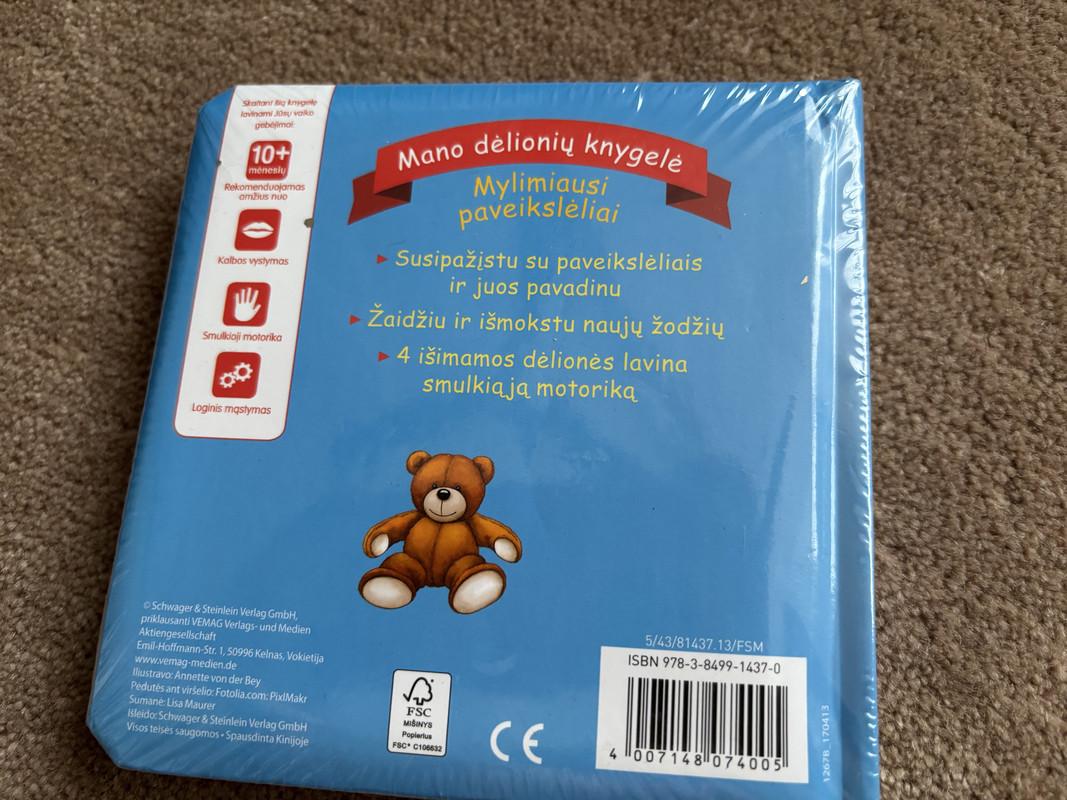 Skaitant šią knygelę
lavinami Jūsų vaiko
gebėjimai:
10+
mėnesių
Rekomenduojamas
amžius nuo
Kalbos vystymas
Smulkioji motorika
Loginis mąstymas
Mano dėlionių knygelė
Mylimiausi
paveikslėliai
Susipažįstu su paveikslėliais
ir juos pavadinu
Žaidžiu ir išmokstu naujų žodžių
4 išimamos dėlionės lavina
smulkiąją motoriką
© Schwager & Steinlein Verlag GmbH,
priklausanti VEMAG Verlags- und Medien
Aktiengesellschaft
Emil-Hoffmann-Str. 1, 50996 Kelnas, Vokietija
www.vemag-medien.de
Iliustravo: Annette von der Bey
Pėdutės ant viršelio: Fotolia.com: PixlMakr
Sumanė: Lisa Maurer
Išleido: Schwager & Steinlein Verlag GmbH
Visos teisės saugomos • Spausdinta Kinijoje
FSC
MIŠINYS
Popierius
FSC® C106632
CE
5/43/81437.13/FSM
ISBN 978-3-8499-1437-0
4 007148 074005
1267B_170413